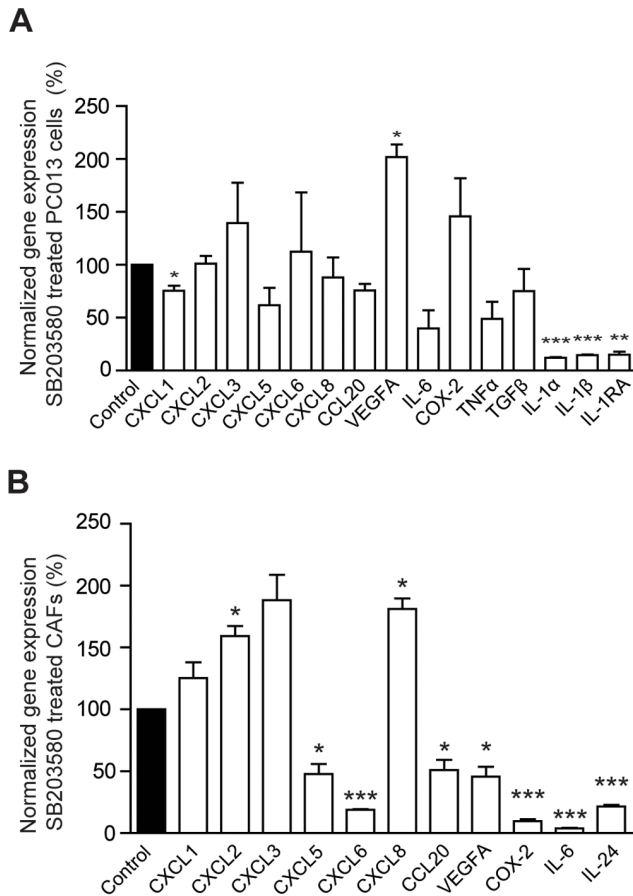 A
Normalized gene expression
SB203580 treated PC013 cells (%)
250
200
150
100
50
0
*
*
***
***
**
Control
CXCL1
CXCL2
CXCL3
CXCL5
CXCL6
CXCL8
CCL20
VEGFA
IL-6
COX-2
TNFα
TGFβ
IL-1α
IL-1β
IL-1RA
B
Normalized gene expression
SB203580 treated CAFs (%)
250
200
150
100
50
0
*
*
***
*
*
*
***
***
***
Control
CXCL1
CXCL2
CXCL3
CXCL5
CXCL6
CXCL8
CCL20
VEGFA
COX-2
IL-6
IL-24